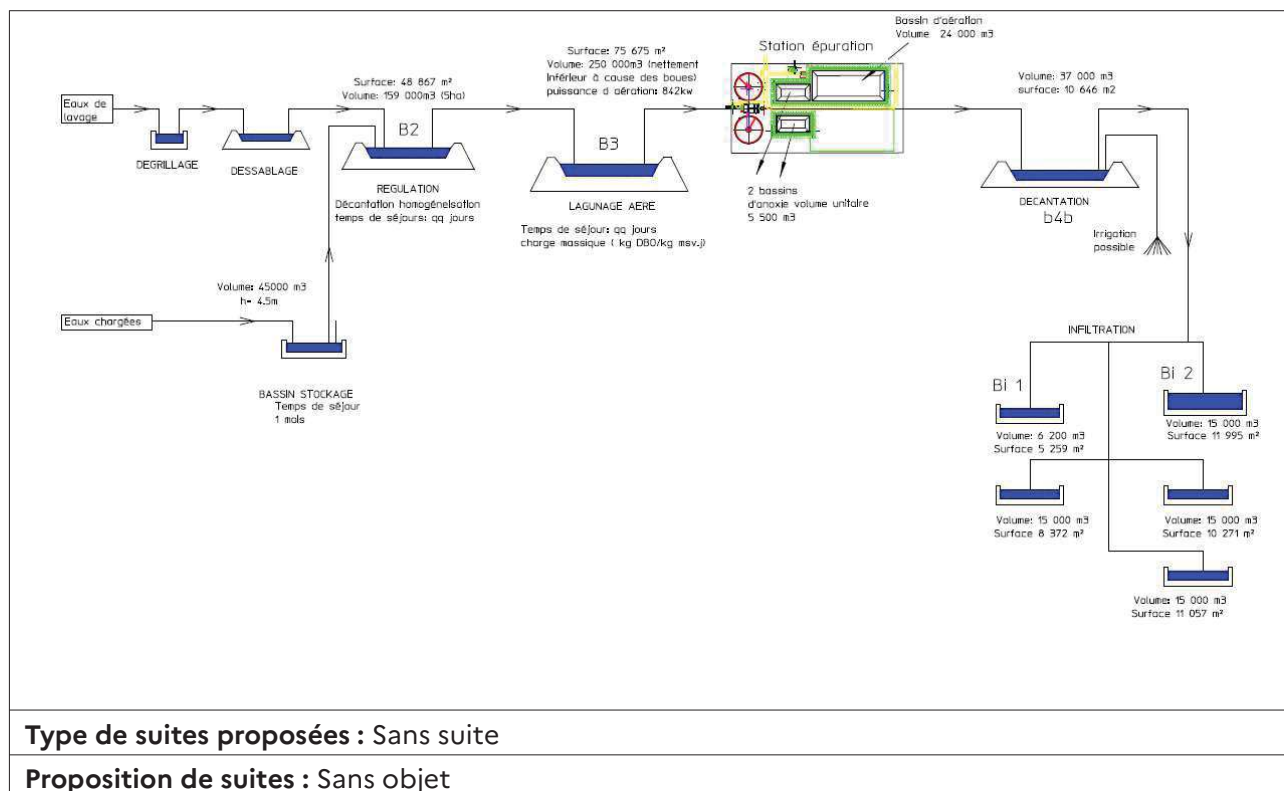 Bassin d'aération
Volume 24 000 m3
Station épuration
Surface: 75 675 m²
Volume: 250 000m3 (nettement
Inférieur à cause des boues)
puissance d aération: 842kw
Surface: 48 867 m²
Volume: 159 000m3 (5ha)
Volume: 37 000 m3
surface: 10 646 m2
Eaux de
lavage
B2
B3
DEGRILLAGE
DESSABLAGE
REGULATION
Décantation homogénéisation
temps de séjours: qq jours
LAGUNAGE AERE
Temps de séjour: qq jours
charge massique ( kg DBO/kg msv.j)
2 bassins
d'anoxie volume unitaire
5 500 m3
DECANTATION
b4b
Irrigation
possible
Volume: 45000 m3
h= 4.5m
Eaux chargées
BASSIN STOCKAGE
Temps de séjour
1 mois
INFILTRATION
Bi 1
Bi 2
Volume: 6 200 m3
Surface 5 259 m²
Volume: 15 000 m3
Surface 11 995 m²
Volume: 15 000 m3
Surface 8 372 m²
Volume: 15 000 m3
Surface 10 271 m²
Volume: 15 000 m3
Surface 11 057 m²
Type de suites proposées : Sans suite
Proposition de suites : Sans objet